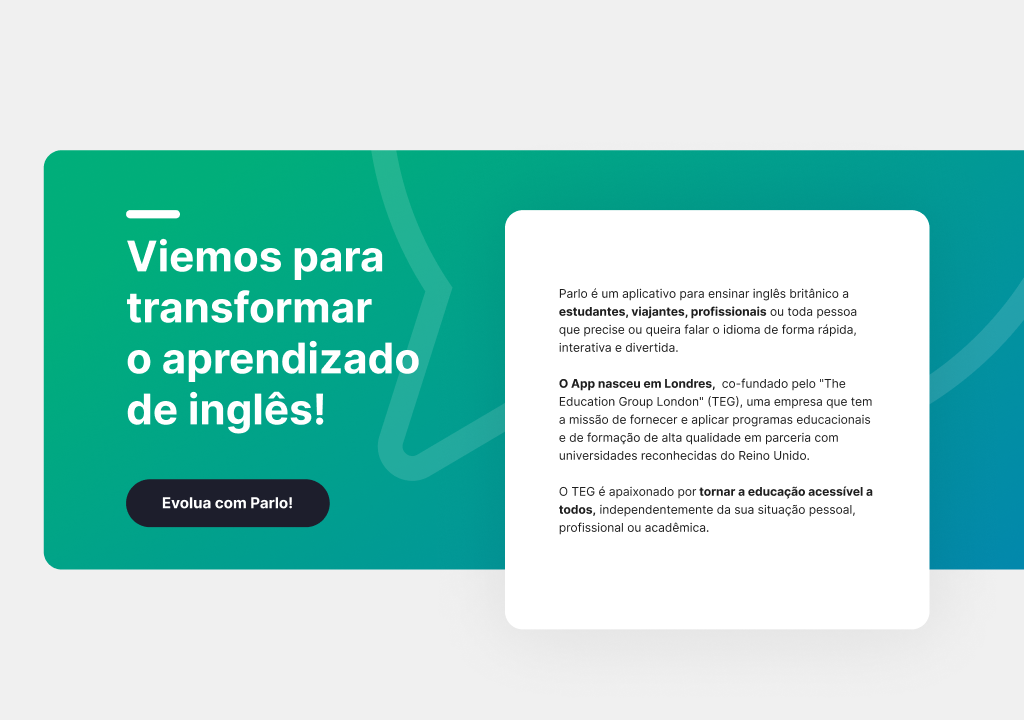 Viemos para
transformar
o aprendizado
de inglês!
Evolua com Parlo!
Parlo é um aplicativo para ensinar inglês britânico a
estudantes, viajantes, profissionais ou toda pessoa
que precise ou queira falar o idioma de forma rápida,
interativa e divertida.
O App nasceu em Londres,  co-fundado pelo "The
Education Group London" (TEG), uma empresa que tem
a missão de fornecer e aplicar programas educacionais
e de formação de alta qualidade em parceria com
universidades reconhecidas do Reino Unido.
O TEG é apaixonado por tornar a educação acessível a
todos, independentemente da sua situação pessoal,
profissional ou acadêmica.